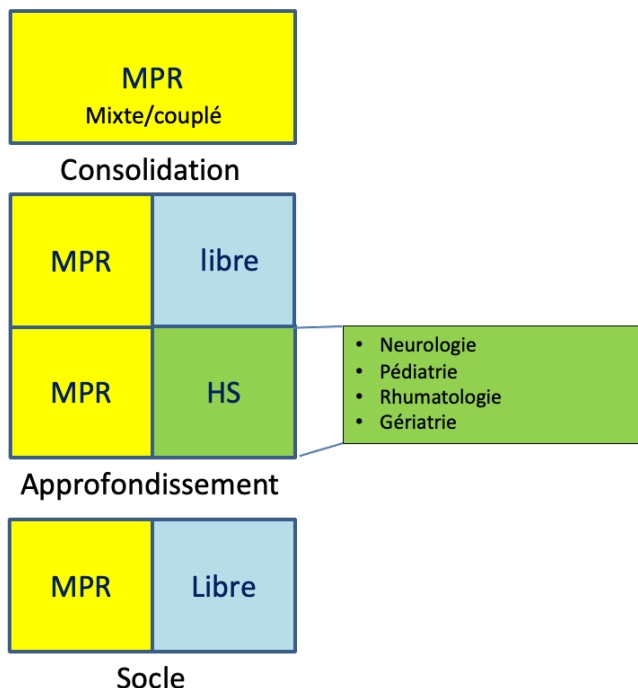 MPR
Mixte/couplé
Consolidation
MPR
libre
MPR
HS
• Neurologie
• Pédiatrie
• Rhumatologie
• Gériatrie
Approfondissement
MPR
Libre
Socle